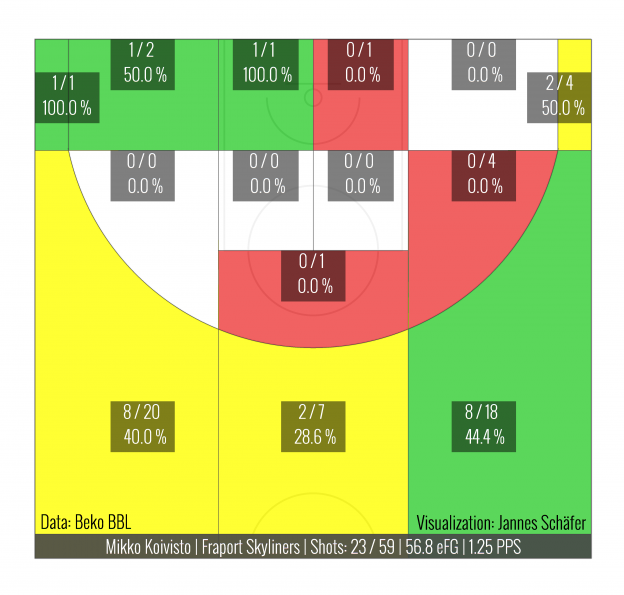 1 / 2
50.0 %
1 / 1
100.0 %
0 / 1
0.0 %
0 / 0
0.0 %
1 / 1
100.0 %
2 / 4
50.0 %
0 / 0
0.0 %
0 / 0
0.0 %
0 / 0
0.0 %
0 / 4
0.0 %
0 / 1
0.0 %
8 / 20
40.0 %
2 / 7
28.6 %
8 / 18
44.4 %
Data: Beko BBL
Visualization: Jannes Schäfer
Mikko Koivisto | Fraport Skyliners | Shots: 23 / 59 | 56.8 eFG | 1.25 PPS